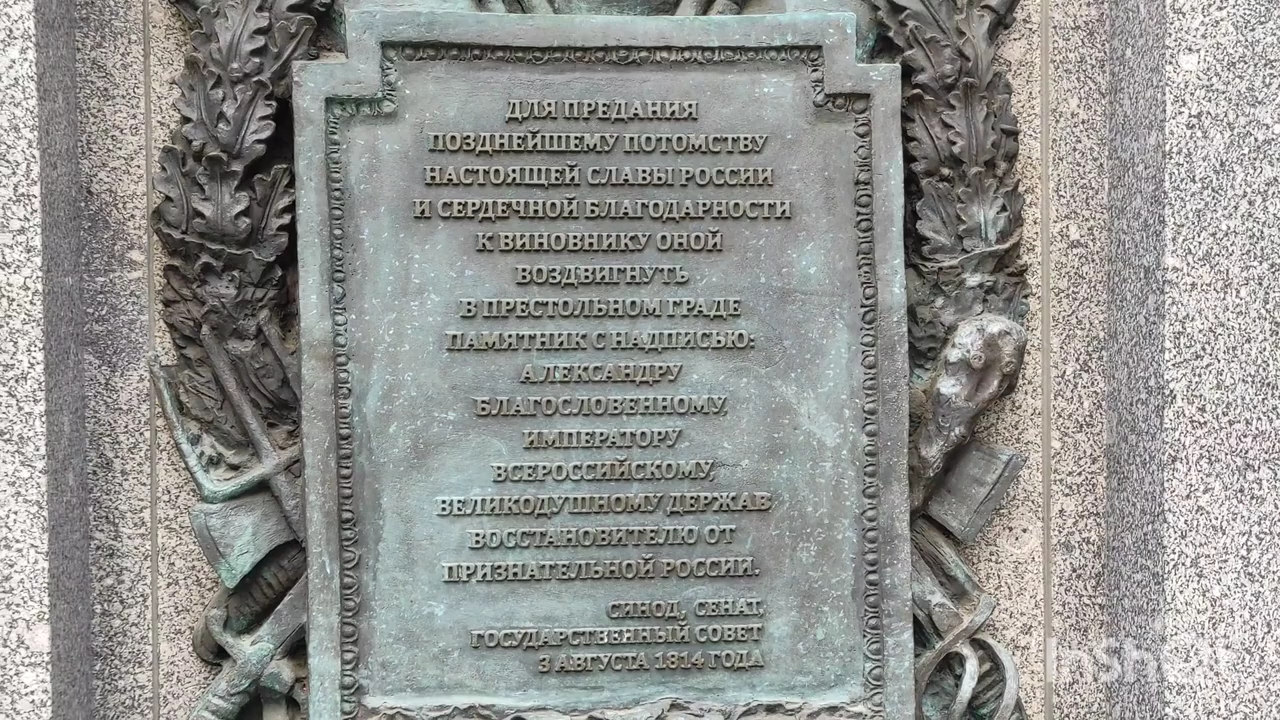 ДЛЯ ПРЕДАНИЯ
ПОЗДНЕЙШЕМУ ПОТОМСТВУ
НАСТОЯЩЕЙ СЛАВЫ РОССИИ
И СЕРДЕЧНОЙ БЛАГОДАРНОСТИ
К ВИНОВНИКУ ОНОЙ
ВОЗДВИГНУТЬ
В ПРЕСТОЛЬНОМ ГРАДЕ
ПАМЯТНИК С НАДПИСЬЮ:
АЛЕКСАНДРУ
БЛАГОСЛОВЕННОМУ,
ИМПЕРАТОРУ
ВСЕРОССИЙСКОМУ,
ВЕЛИКОДУШНОМУ ДЕРЖАВ
ВОССТАНОВИТЕЛЮ ОТ
ПРИЗНАТЕЛЬНОЙ РОССИИ.
СИНОД, СЕНАТ,
ГОСУДАРСТВЕННЫЙ СОВЕТ
3 АВГУСТА 1814 ГОДА